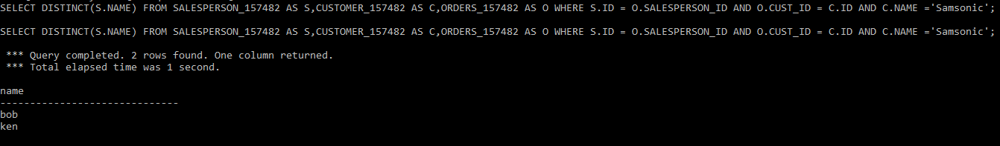 SELECT DISTINCT(S.NAME) FROM SALESPERSON_157482 AS S,CUSTOMER_157482 AS C,ORDERS_157482 AS O WHERE S.ID = O.SALESPERSON_ID AND O.CUST_ID = C.ID AND C.NAME ='Samsonic';
SELECT DISTINCT(S.NAME) FROM SALESPERSON_157482 AS S,CUSTOMER_157482 AS C,ORDERS_157482 AS O WHERE S.ID = O.SALESPERSON_ID AND O.CUST_ID = C.ID AND C.NAME ='Samsonic';
*** Query completed. 2 rows found. One column returned.
*** Total elapsed time was 1 second.
name
------------------------------
bob
ken